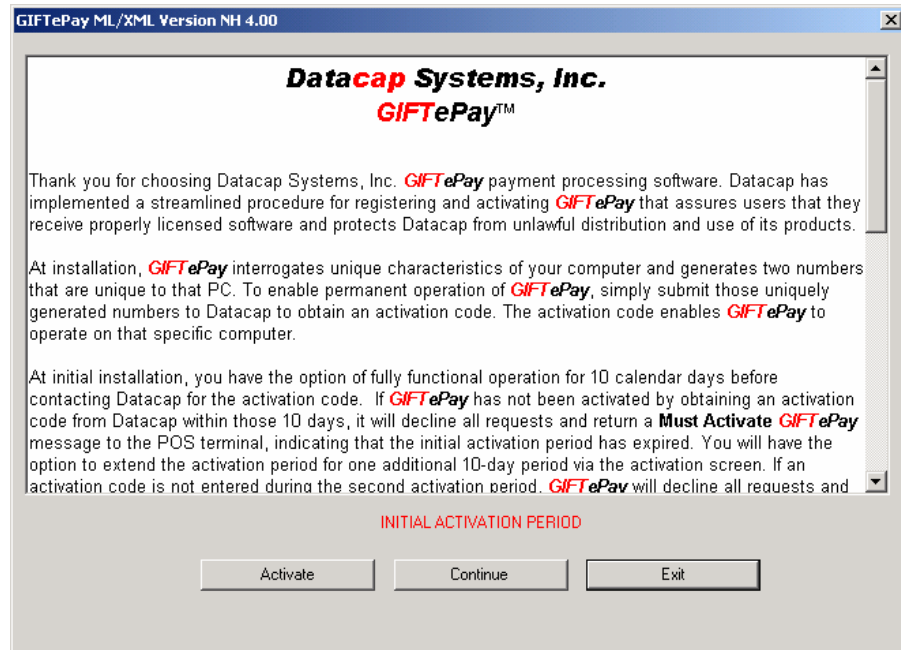 GIFTePay ML/XML Version NH 4.00
Datacap Systems, Inc.
GIFTePay™
Thank you for choosing Datacap Systems, Inc. GIFTePay payment processing software. Datacap has
implemented a streamlined procedure for registering and activating GIFTePay that assures users that they
receive properly licensed software and protects Datacap from unlawful distribution and use of its products.
At installation, GIFTePay interrogates unique characteristics of your computer and generates two numbers
that are unique to that PC. To enable permanent operation of GIFTePay, simply submit those uniquely
generated numbers to Datacap to obtain an activation code. The activation code enables GIFTePay to
operate on that specific computer.
At initial installation, you have the option of fully functional operation for 10 calendar days before
contacting Datacap for the activation code.  If GIFTePay has not been activated by obtaining an activation
code from Datacap within those 10 days, it will decline all requests and return a Must Activate GIFTePay
message to the POS terminal, indicating that the initial activation period has expired. You will have the
option to extend the activation period for one additional 10-day period via the activation screen. If an
activation code is not entered during the second activation period, GIFTePay will decline all requests and
INITIAL ACTIVATION PERIOD
Activate Continue Exit